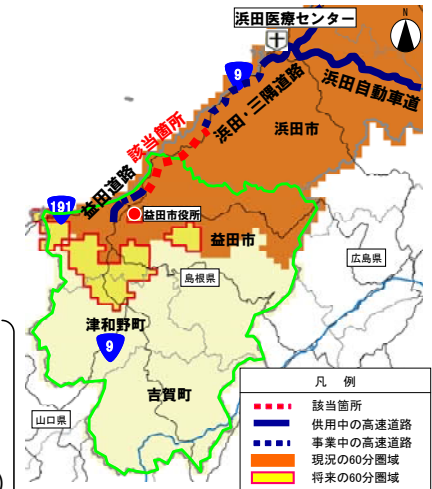 浜田医療センター
N
9
浜田自動車道
浜田・三隅道路
浜田市
該当箇所
益田道路
191
益田市役所
益田市
広島県
島根県
津和野町
9
吉賀町
山口県
凡 例
該当箇所
供用中の高速道路
事業中の高速道路
現況の60分圏域
将来の60分圏域